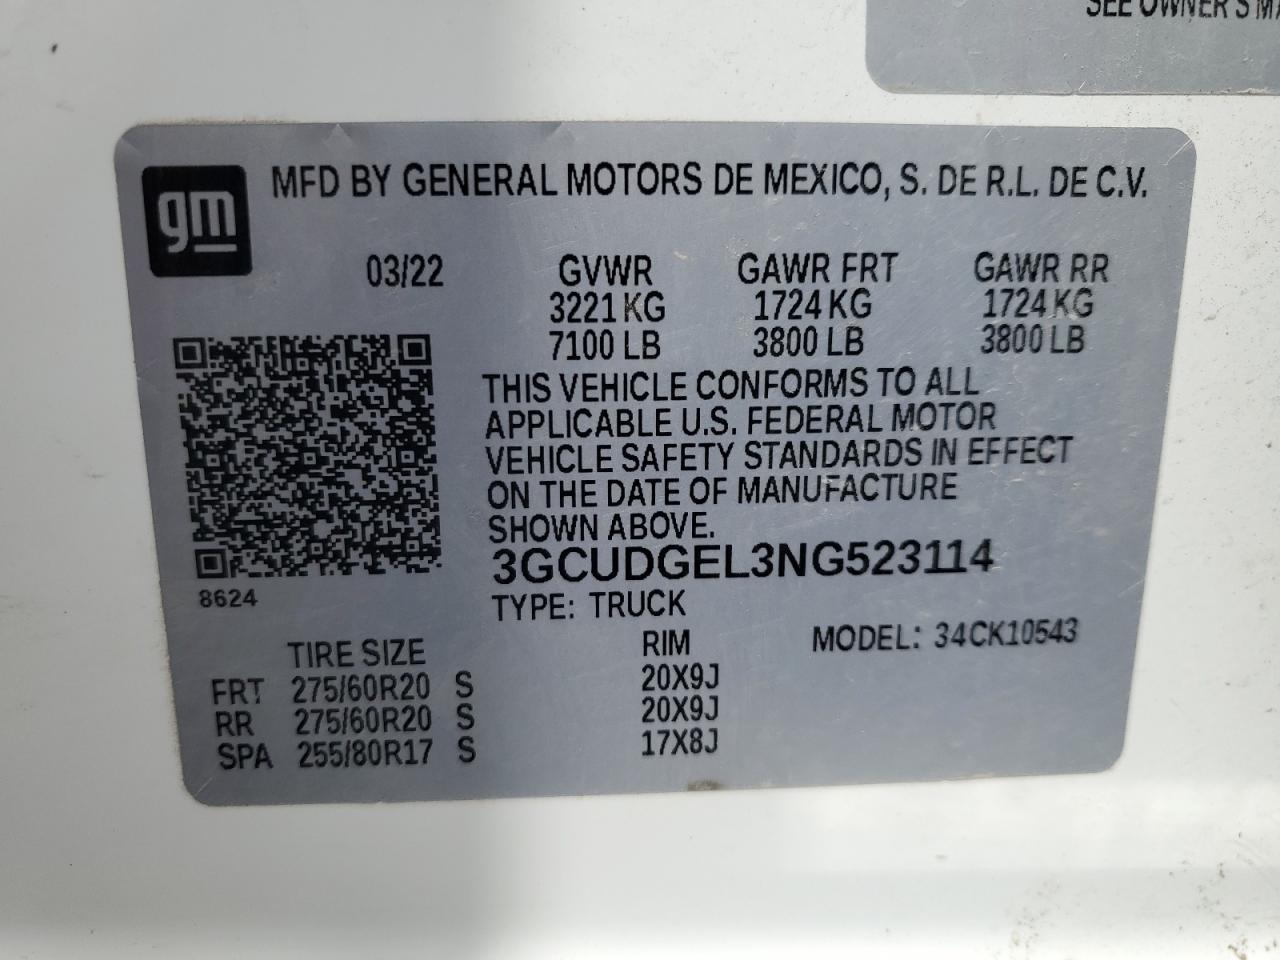 SEE OWNER'S
gm
MFD BY GENERAL MOTORS DE MEXICO, S. DE R.L. DE C.V.
03/22 GVWR GAWR FRT GAWR RR
3221 KG 1724 KG 1724 KG
7100 LB 3800 LB 3800 LB
THIS VEHICLE CONFORMS TO ALL
APPLICABLE U.S. FEDERAL MOTOR
VEHICLE SAFETY STANDARDS IN EFFECT
ON THE DATE OF MANUFACTURE
SHOWN ABOVE.
3GCUDGEL3NG523114
8624
TYPE: TRUCK
MODEL: 34CK10543
TIRE SIZE RIM
FRT 275/60R20 S 20X9J
RR 275/60R20 S 20X9J
SPA 255/80R17 S 17X8J